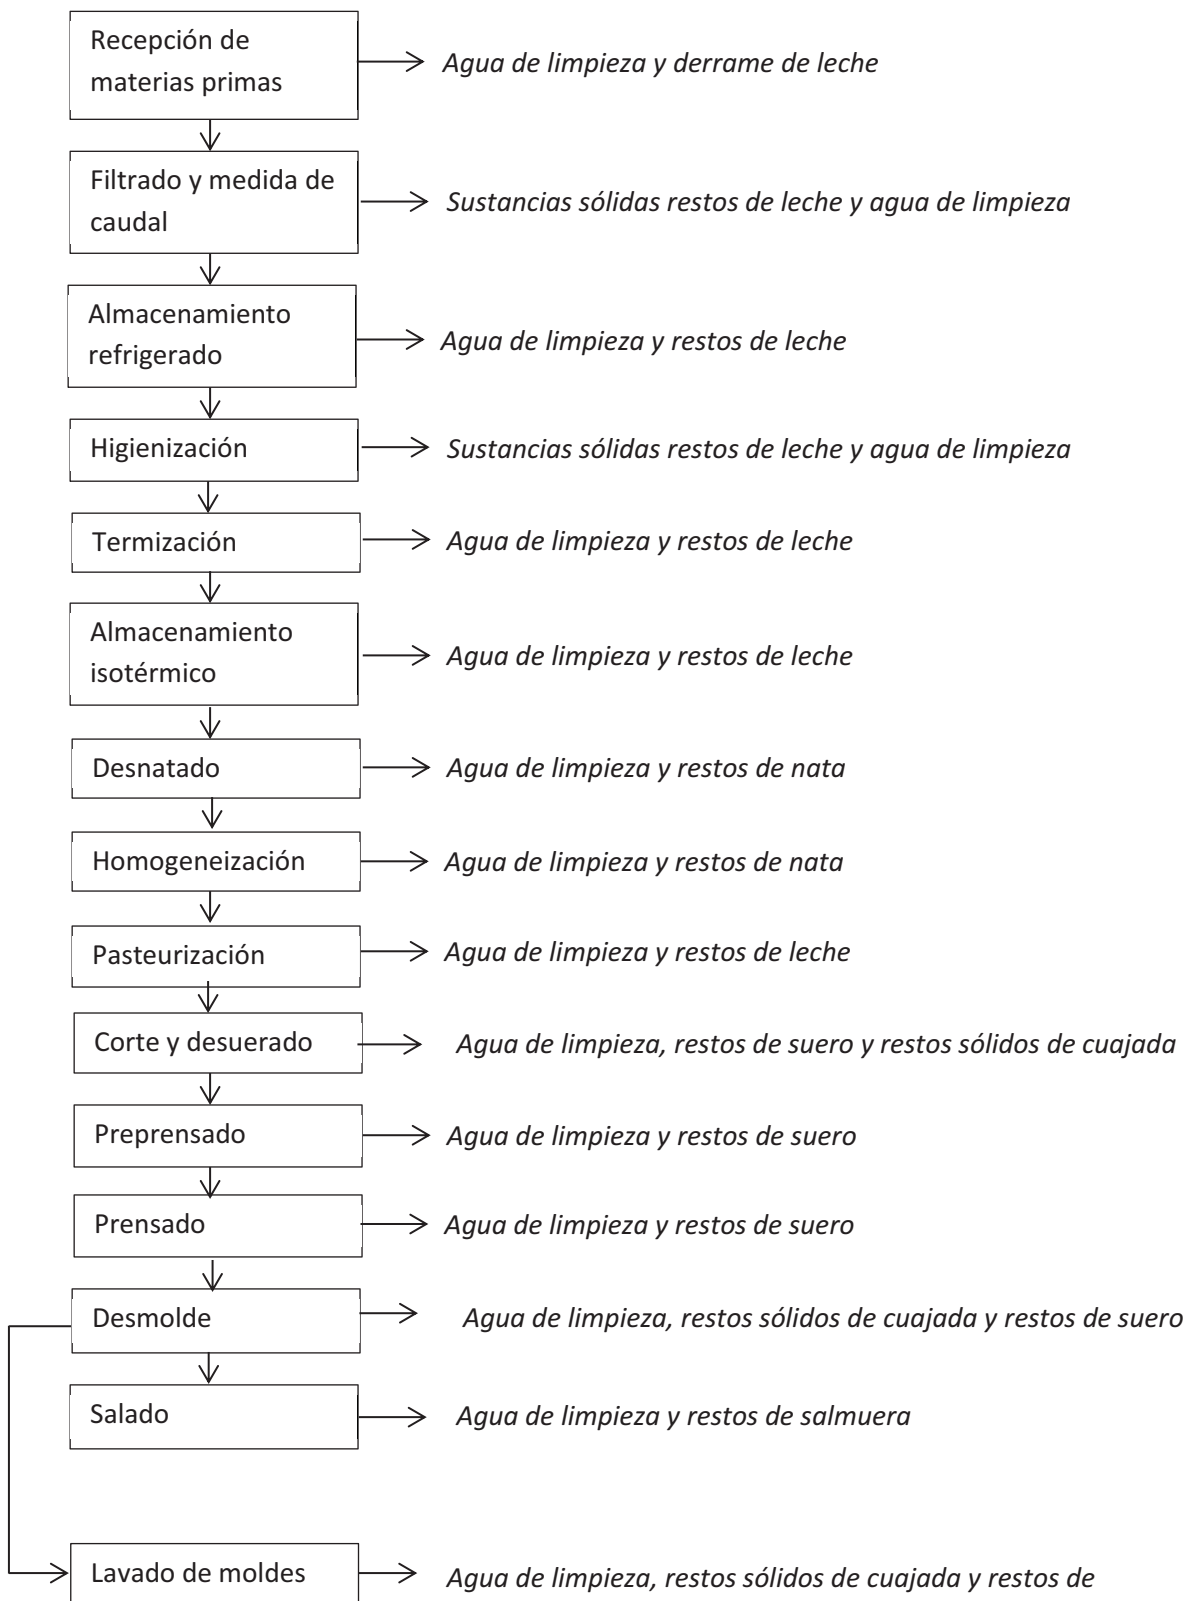 Recepción de
materias primas
Agua de limpieza y derrame de leche
Filtrado y medida de
caudal
Sustancias sólidas restos de leche y agua de limpieza
Almacenamiento
refrigerado
Agua de limpieza y restos de leche
Higienización
Sustancias sólidas restos de leche y agua de limpieza
Termización
Agua de limpieza y restos de leche
Almacenamiento
isotérmico
Agua de limpieza y restos de leche
Desnatado
Agua de limpieza y restos de nata
Homogeneización
Agua de limpieza y restos de nata
Pasteurización
Agua de limpieza y restos de leche
Corte y desuerado
Agua de limpieza, restos de suero y restos sólidos de cuajada
Preprensado
Agua de limpieza y restos de suero
Prensado
Agua de limpieza y restos de suero
Desmolde
Agua de limpieza, restos sólidos de cuajada y restos de suero
Salado
Agua de limpieza y restos de salmuera
Lavado de moldes
Agua de limpieza, restos sólidos de cuajada y restos de